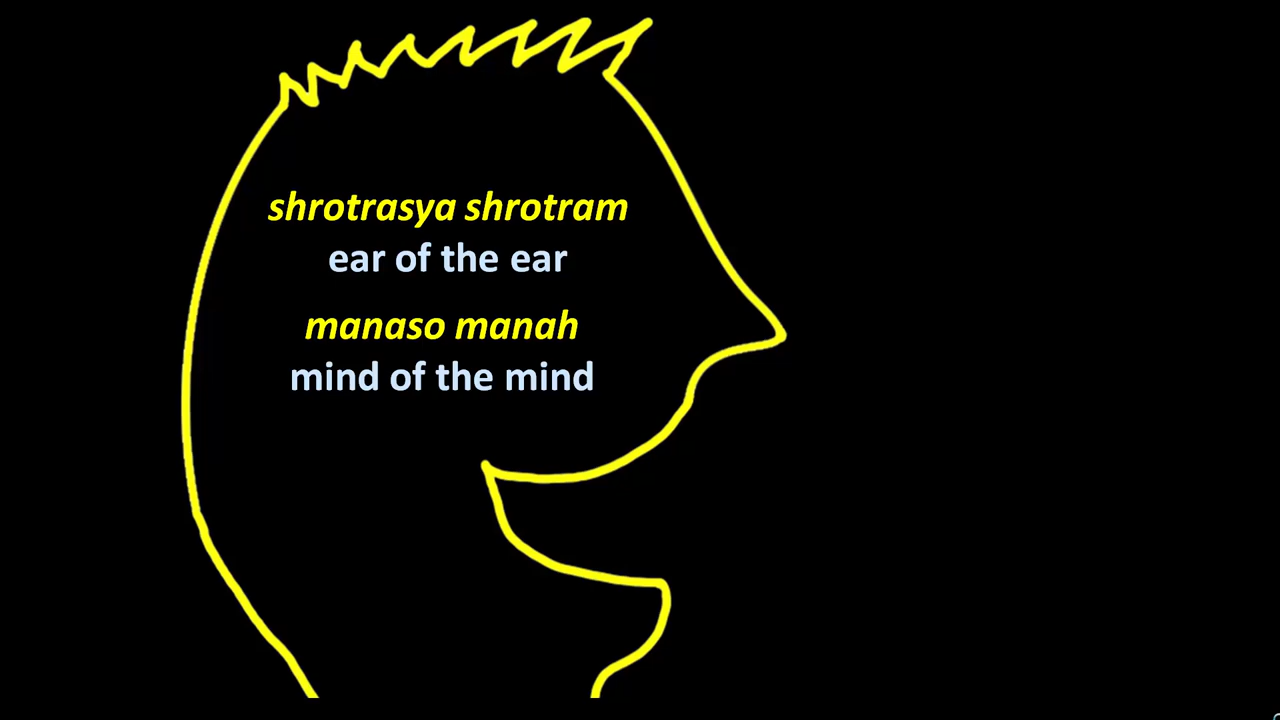 shrotrasya shrotram
ear of the ear
manaso manah
mind of the mind